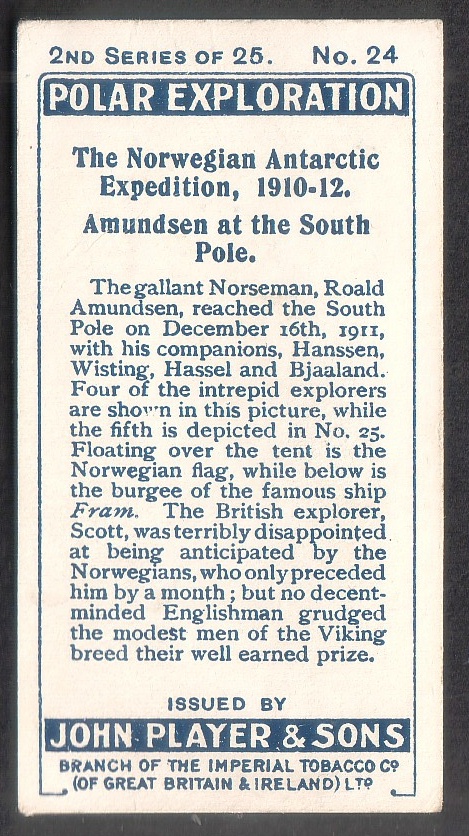 2ND SERIES OF 25. No. 24
POLAR EXPLORATION
The Norwegian Antarctic
Expedition, 1910-12.
Amundsen at the South
Pole.
The gallant Norseman, Roald
Amundsen, reached the South
Pole on December 16th, 1911,
with his companions, Hanssen,
Wisting, Hassel and Bjaaland.
Four of the intrepid explorers
are shown in this picture, while
the fifth is depicted in No. 25.
Floating over the tent is the
Norwegian flag, while below is
the burgee of the famous ship
Fram. The British explorer,
Scott, was terribly disappointed
at being anticipated by the
Norwegians, who only preceded
him by a month; but no decent-
minded Englishman grudged
the modest men of the Viking
breed their well earned prize.
ISSUED BY
JOHN PLAYER & SONS
BRANCH OF THE IMPERIAL TOBACCO CO
(OF GREAT BRITAIN & IRELAND) LTD